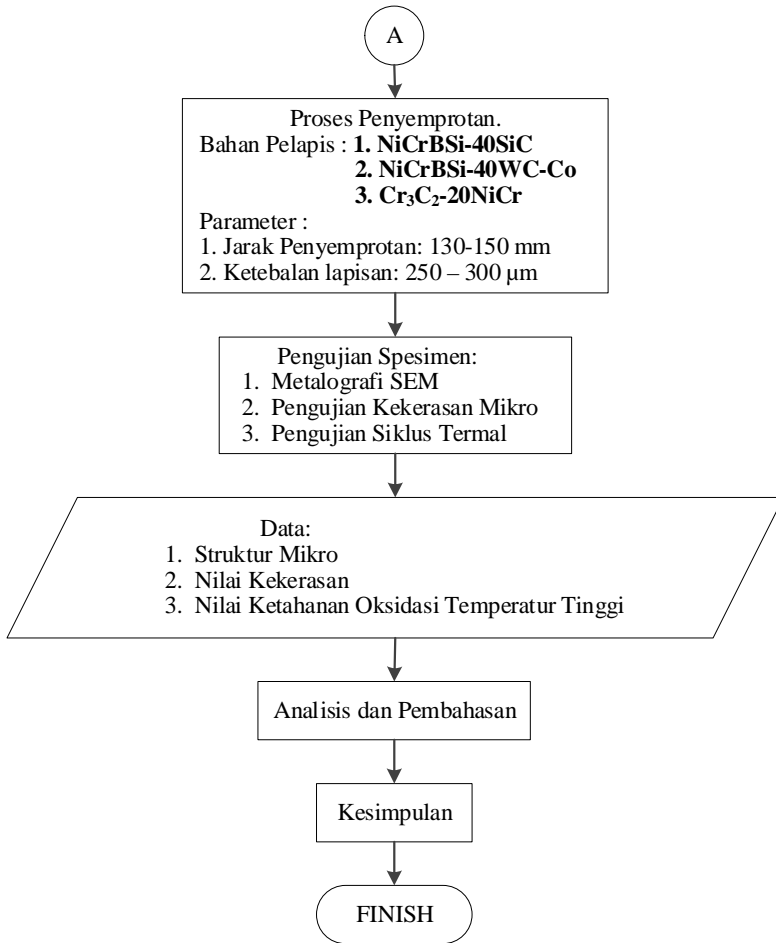 A
Proses Penyemprotan.
Bahan Pelapis : 1. NiCrBSi-40SiC
2. NiCrBSi-40WC-Co
3. Cr₃C₂-20NiCr
Parameter :
1. Jarak Penyemprotan: 130-150 mm
2. Ketebalan lapisan: 250 – 300 μm
Pengujian Spesimen:
1. Metalografi SEM
2. Pengujian Kekerasan Mikro
3. Pengujian Siklus Termal
Data:
1. Struktur Mikro
2. Nilai Kekerasan
3. Nilai Ketahanan Oksidasi Temperatur Tinggi
Analisis dan Pembahasan
Kesimpulan
FINISH